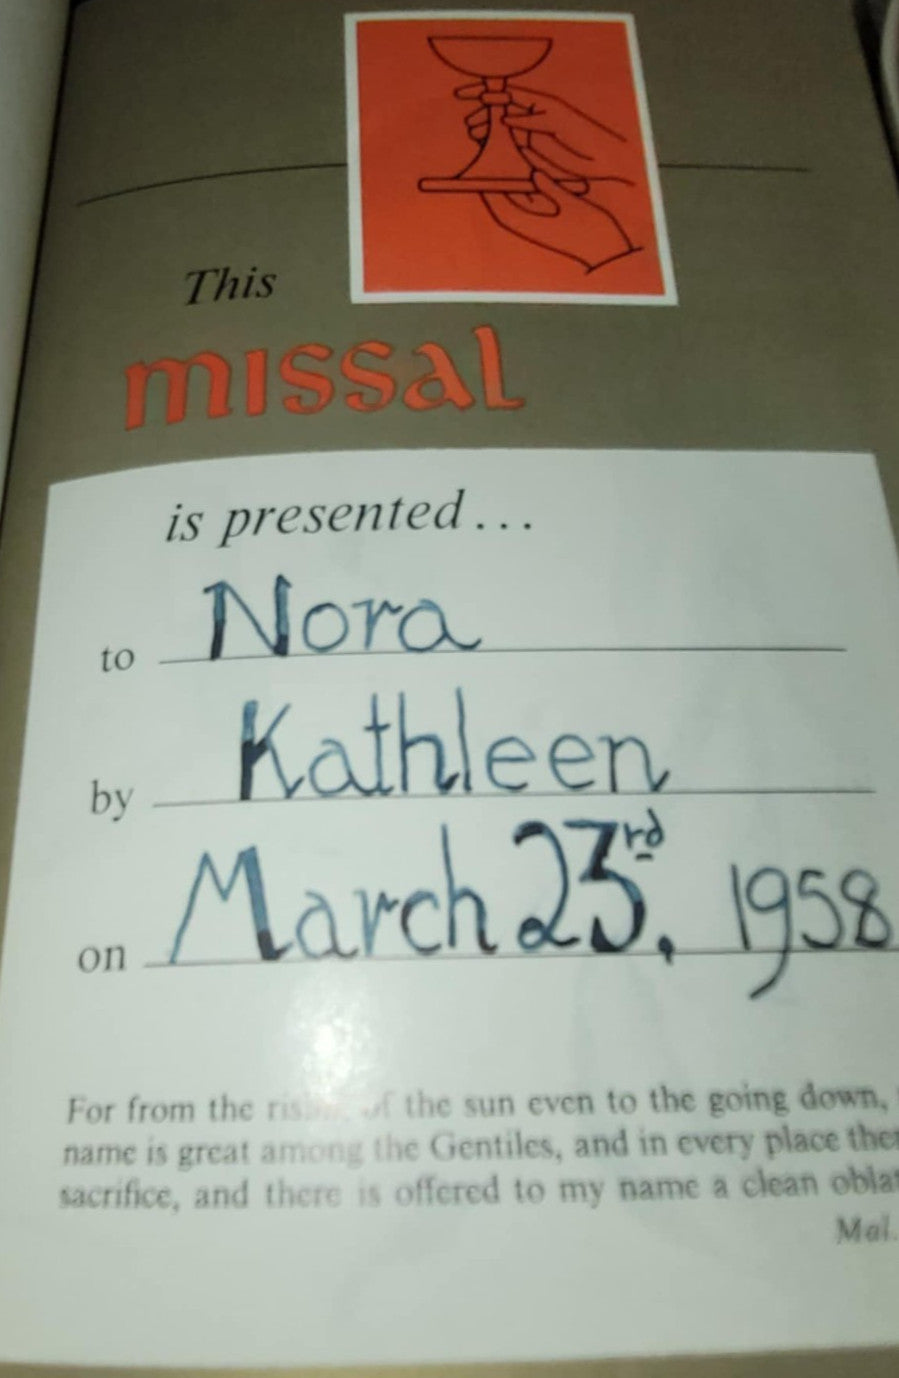 This
missal
is presented...
to Nora
by Kathleen
on March 23rd, 1958
For from the of the sun even to the going down,
name is great among the Gentiles, and in every place
sacrifice, and there is offered to my name a clean
Mal.